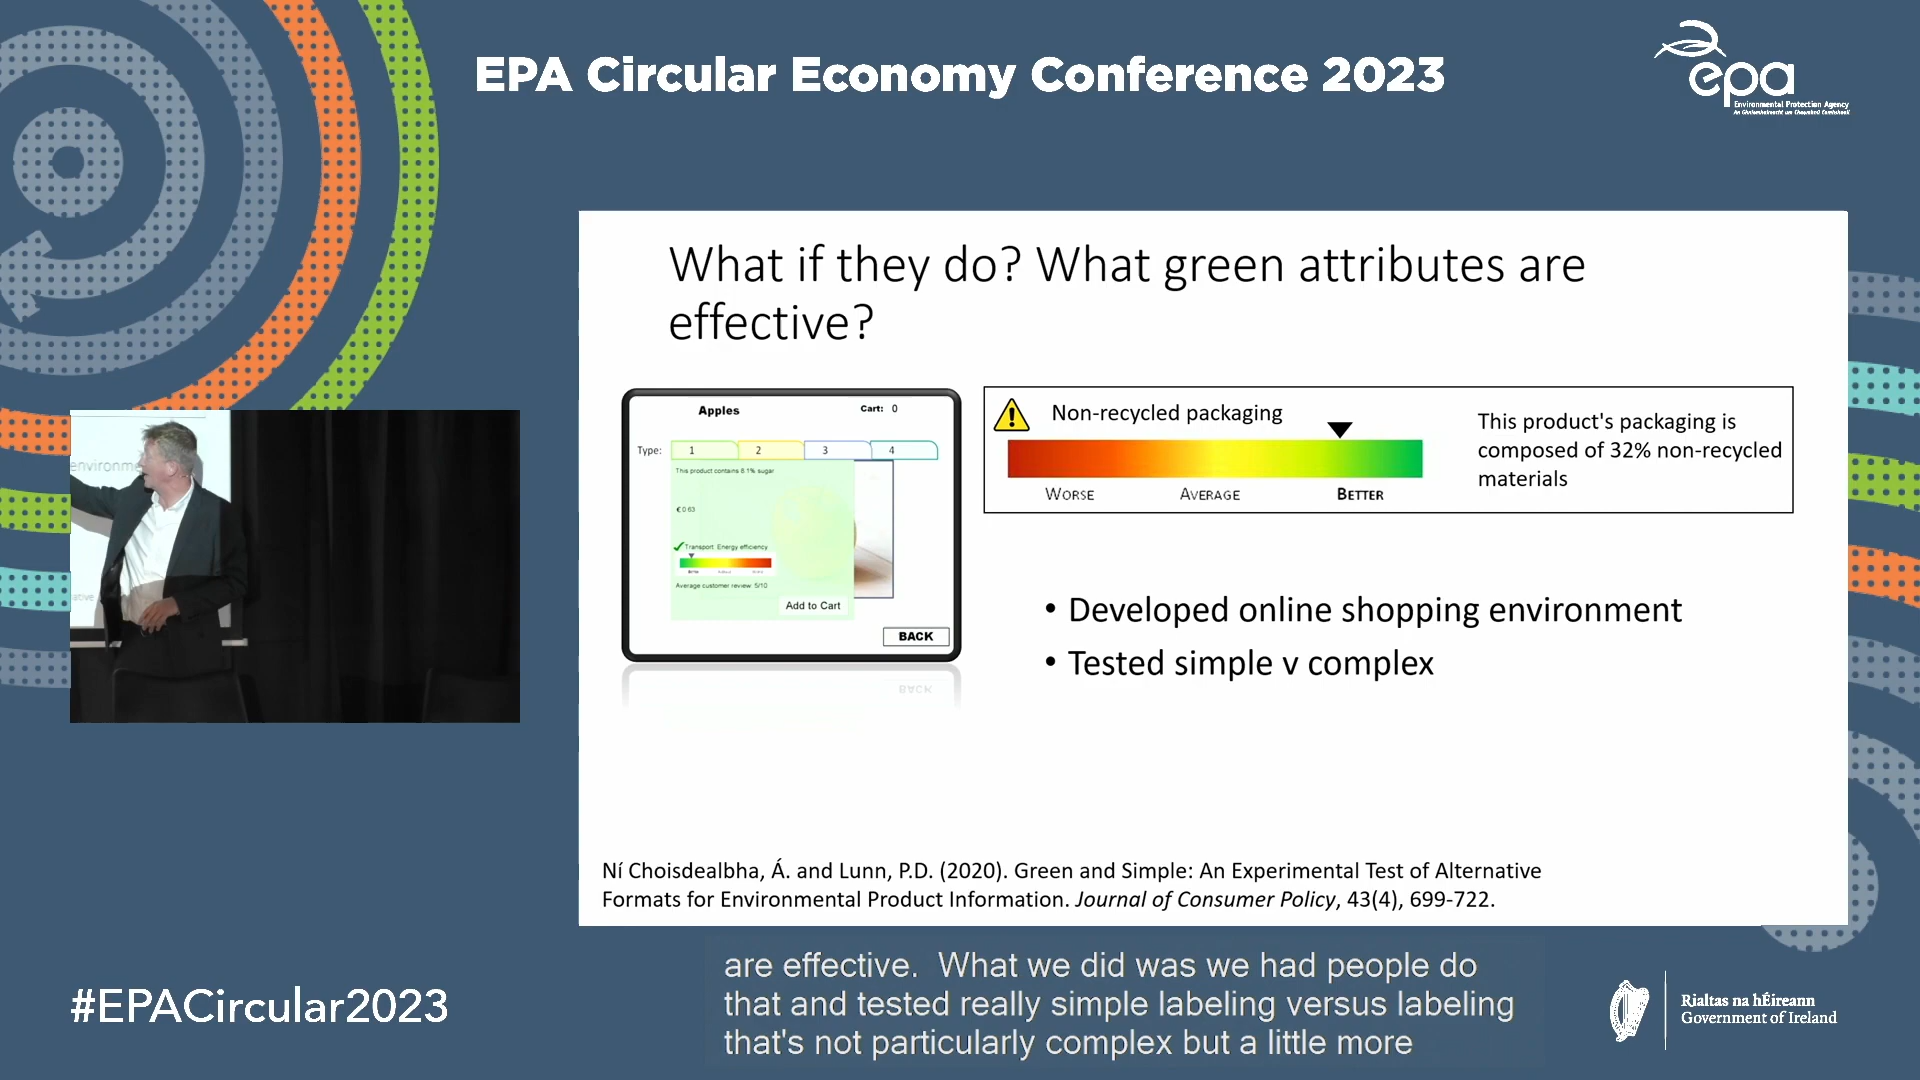 EPA Circular Economy Conference 2023
epa
Environmental Protection Agency
An Ghníomhaireacht um Chaomhnú Comhshaoil
What if they do? What green attributes are
effective?
Apples
Cart: 0
Type: 1 2 3 4
This product contains 8.1% sugar
€0.63
Transport: Energy efficiency
Average customer review: 5/10
Add to Cart
BACK
BACK
Non-recycled packaging
WORSE AVERAGE BETTER
This product's packaging is
composed of 32% non-recycled
materials
environme
ative
• Developed online shopping environment
• Tested simple v complex
Ní Choisdealbha, Á. and Lunn, P.D. (2020). Green and Simple: An Experimental Test of Alternative
Formats for Environmental Product Information. Journal of Consumer Policy, 43(4), 699-722.
are effective. What we did was we had people do
that and tested really simple labeling versus labeling
that's not particularly complex but a little more
#EPACircular2023
Rialtas na hÉireann
Government of Ireland